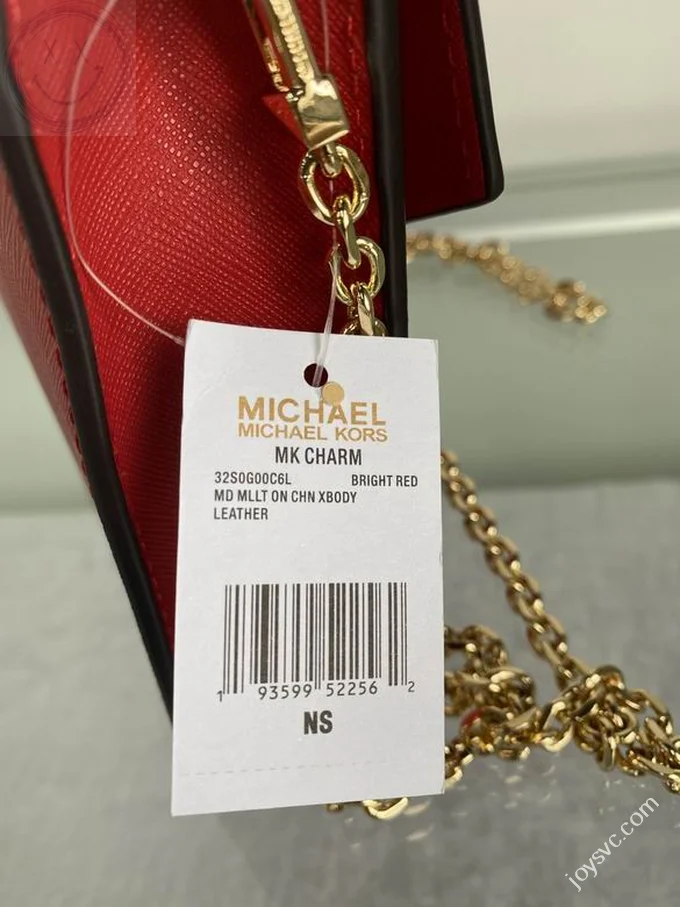 MICHAEL
MICHAEL KORS
MK CHARM
32S0G00C6L BRIGHT RED
MD MLLT ON CHN XBODY
LEATHER
1 93599 52256 2
NS
joysvc.com